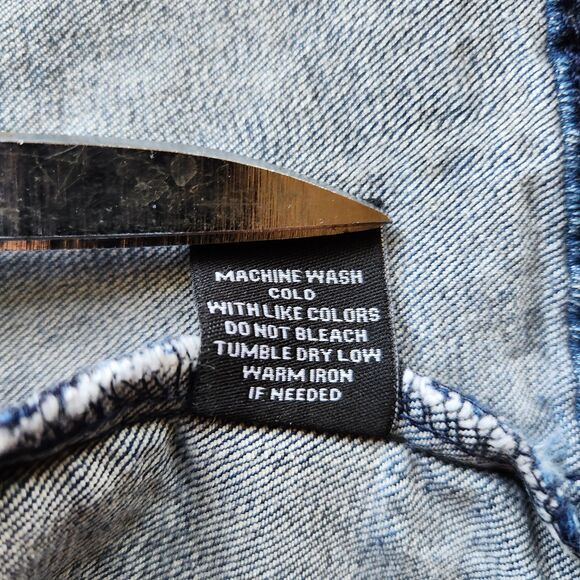 MACHINE WASH
COLD
WITH LIKE COLORS
DO NOT BLEACH
TUMBLE DRY LOW
WARM IRON
IF NEEDED